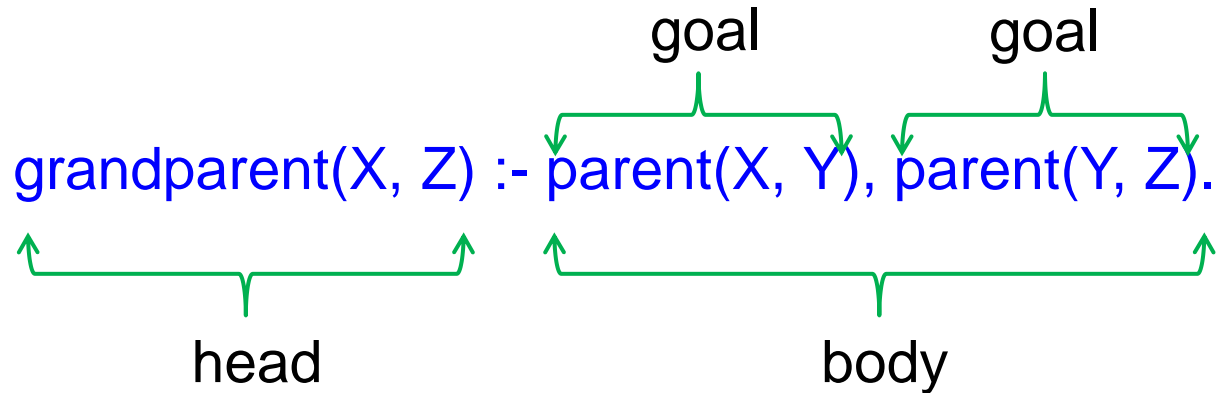 goal goal
grandparent(X, Z) :- parent(X, Y), parent(Y, Z).
head body